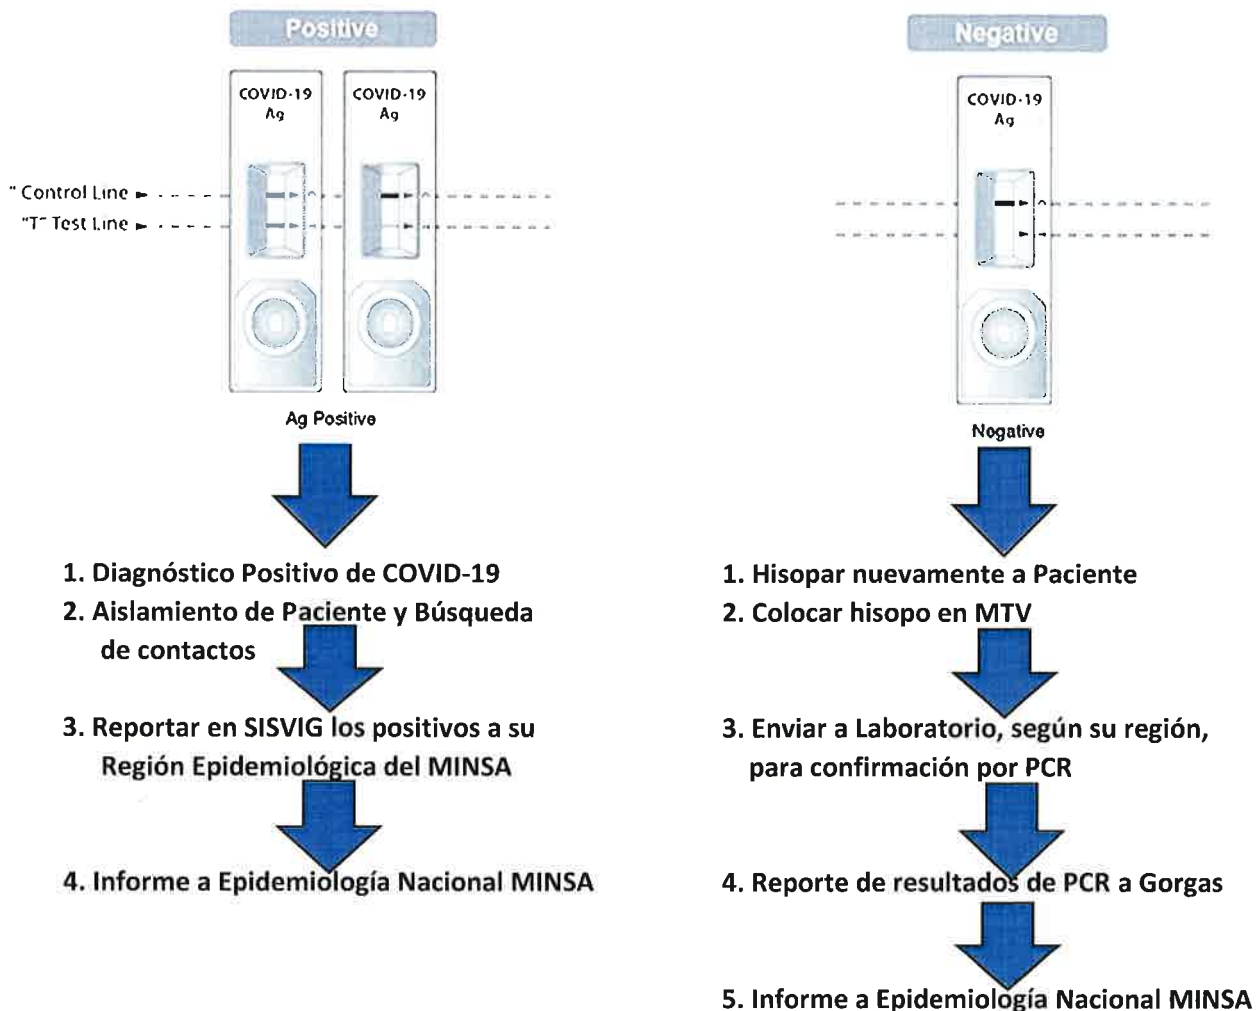 Positive
COVID-19
Ag
COVID-19
Ag
" Control Line
"T" Test Line
Ag Positive
1. Diagnóstico Positivo de COVID-19
2. Aislamiento de Paciente y Búsqueda
de contactos
3. Reportar en SISVIG los positivos a su
Región Epidemiológica del MINSA
4. Informe a Epidemiología Nacional MINSA
Negative
COVID-19
Ag
Negative
1. Hisopar nuevamente a Paciente
2. Colocar hisopo en MTV
3. Enviar a Laboratorio, según su región,
para confirmación por PCR
4. Reporte de resultados de PCR a Gorgas
5. Informe a Epidemiología Nacional MINSA